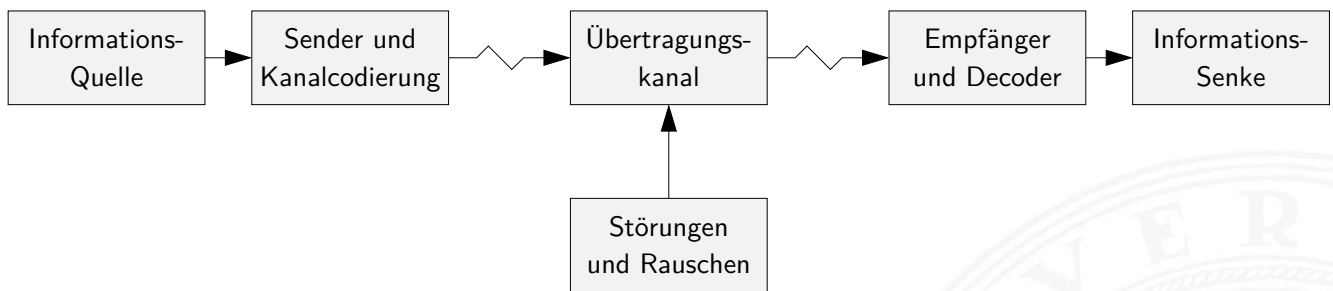 Informations-
Quelle
Sender und
Kanalcodierung
Übertragungs-
kanal
Empfänger
und Decoder
Informations-
Senke
Störungen
und Rauschen
V E R